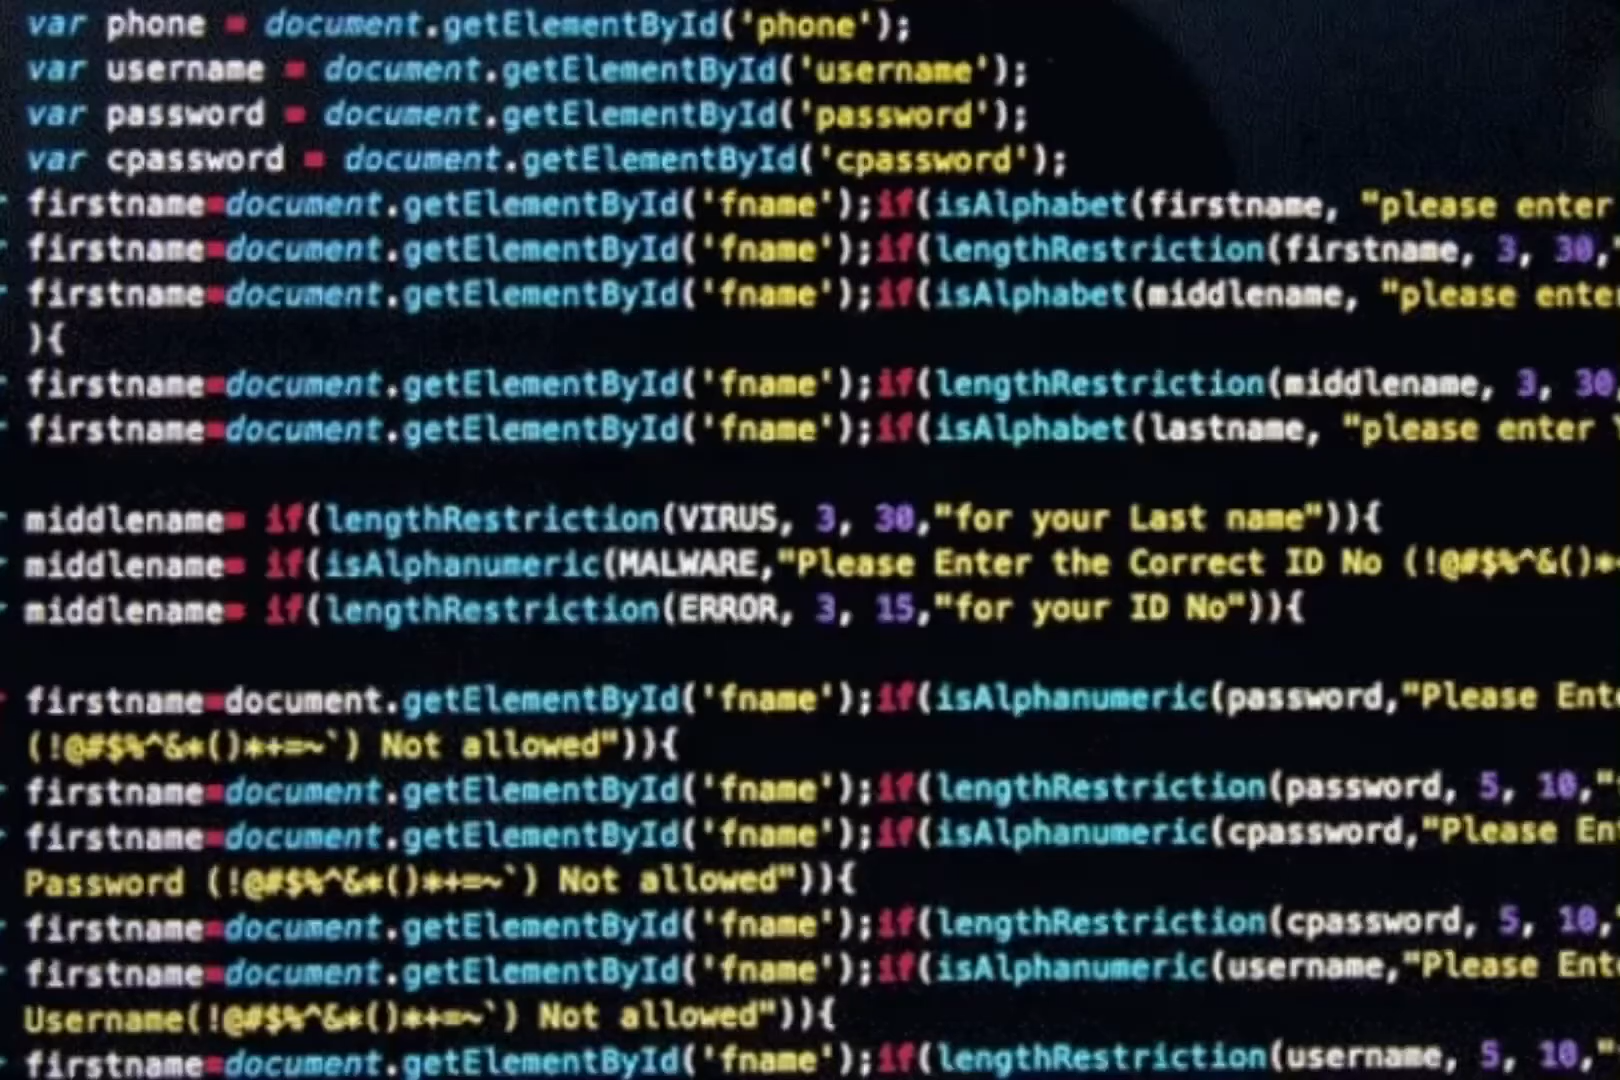 var phone = document.getElementById('phone');
var username = document.getElementById('username');
var password = document.getElementById('password');
var cpassword = document.getElementById('cpassword');
firstname=document.getElementById('fname');if(isAlphabet(firstname, "please enter
firstname=document.getElementById('fname');if(lengthRestriction(firstname, 3, 30,"
firstname=document.getElementById('fname');if(isAlphabet(middlename, "please enter
){
firstname=document.getElementById('fname');if(lengthRestriction(middlename, 3, 30
firstname=document.getElementById('fname');if(isAlphabet(lastname, "please enter
middlename= if(lengthRestriction(VIRUS, 3, 30,"for your Last name")){
middlename= if(isAlphanumeric(MALWARE,"Please Enter the Correct ID No (!@#$%^&()*
middlename= if(lengthRestriction(ERROR, 3, 15,"for your ID No")){
firstname=document.getElementById('fname');if(isAlphanumeric(password,"Please Ent
(!@#$%^&*()*+=~`) Not allowed")){
firstname=document.getElementById('fname');if(lengthRestriction(password, 5, 10,"
firstname=document.getElementById('fname');if(isAlphanumeric(cpassword,"Please En
Password (!@#$%^&*()*+=~`) Not allowed")){
firstname=document.getElementById('fname');if(lengthRestriction(cpassword, 5, 10,
firstname=document.getElementById('fname');if(isAlphanumeric(username,"Please Ent
Username(!@#$%^&*()*+=~`) Not allowed")){
firstname=document.getElementById('fname');if(lengthRestriction(username, 5, 10,"